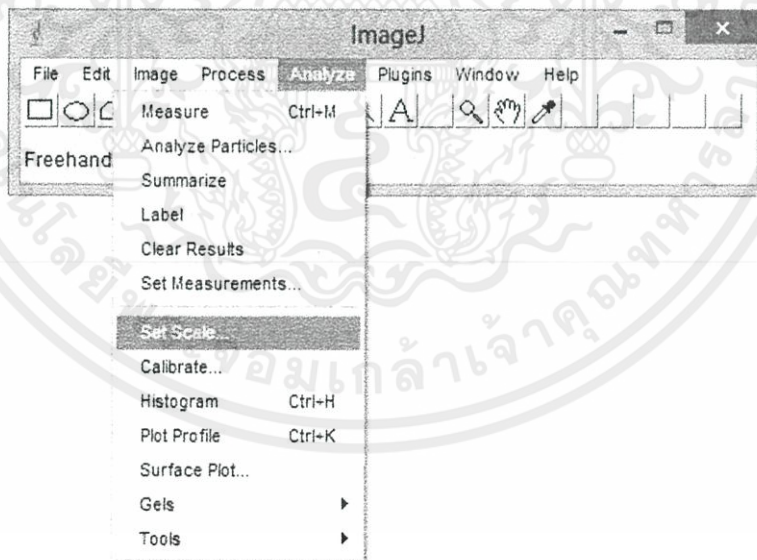 ImageJ
File Edit Image Process Analyze Plugins Window Help
Freehand
Measure Ctrl+M
Analyze Particles...
Summarize
Label
Clear Results
Set Measurements...
Set Scale...
Calibrate...
Histogram Ctrl+H
Plot Profile Ctrl+K
Surface Plot...
Gels
Tools